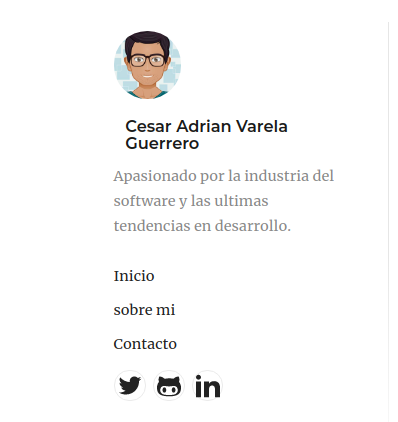 Cesar Adrian Varela
Guerrero
Apasionado por la industria del
software y las ultimas
tendencias en desarrollo.
Inicio
sobre mi
Contacto